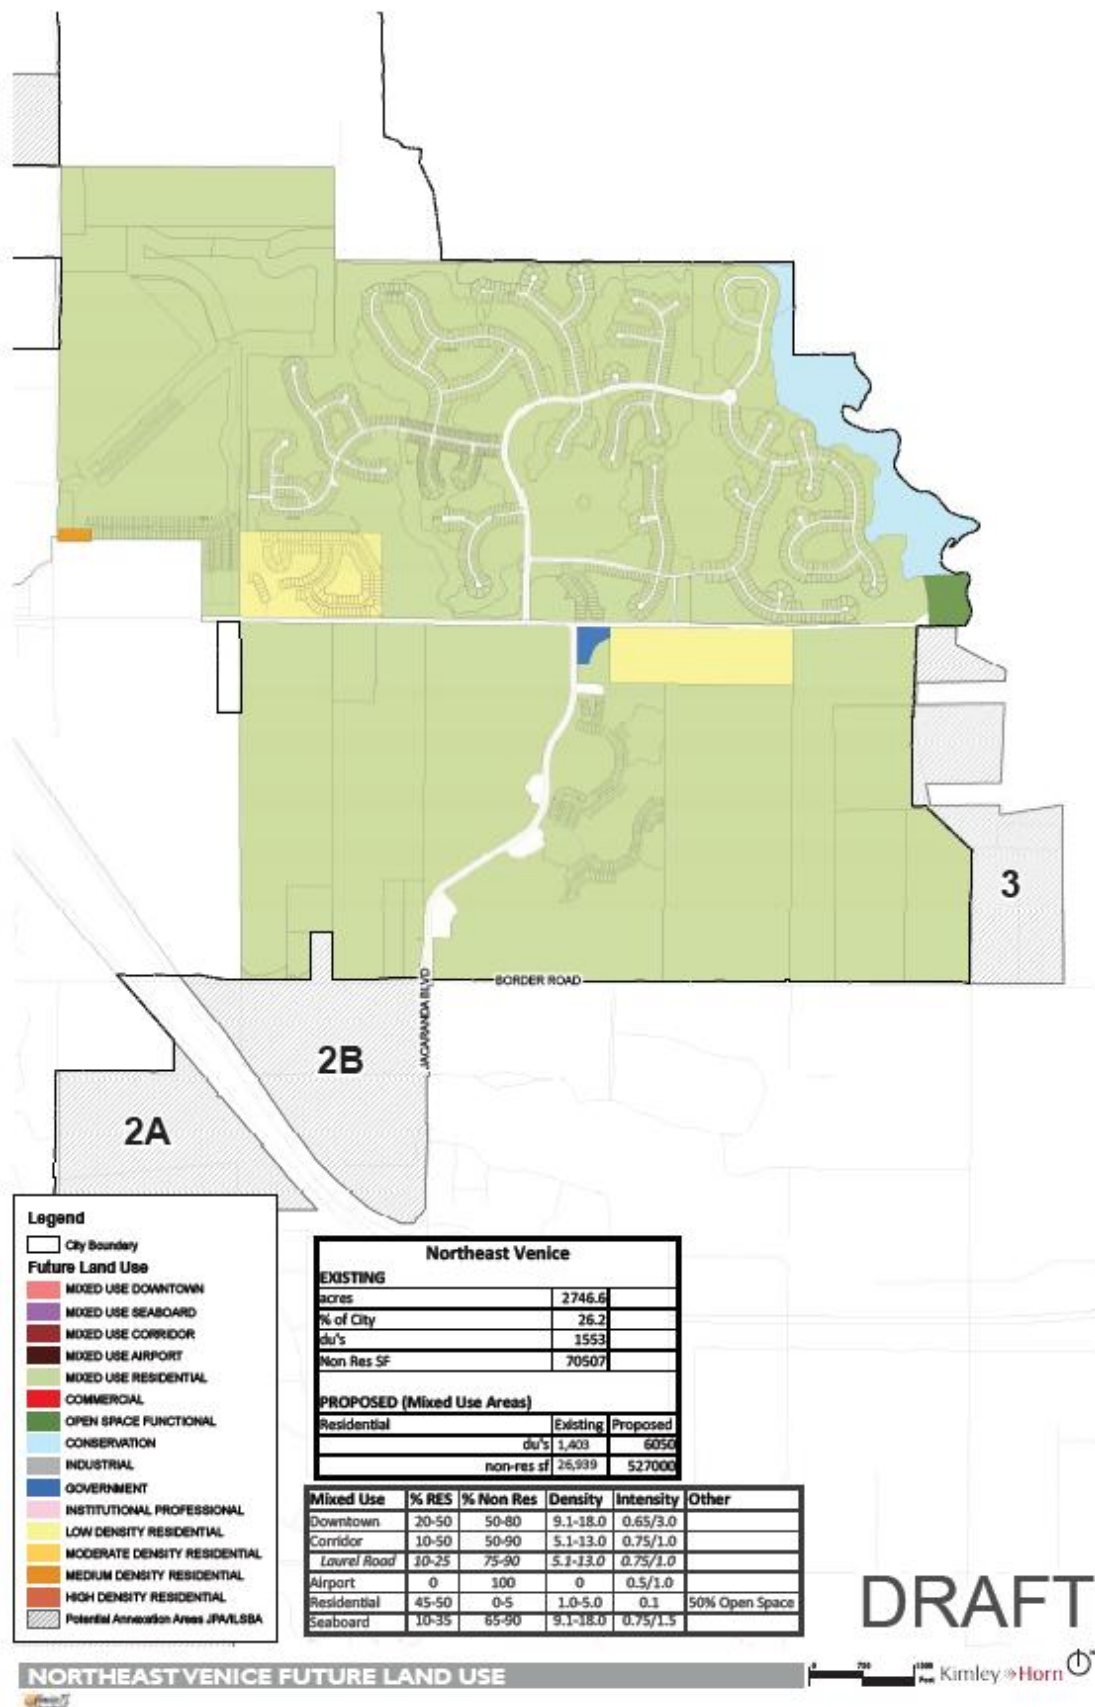 3
BORDER ROAD
JACARANDA BLVD
2B
2A
Legend
City Boundary
Future Land Use
MIXED USE DOWNTOWN
MIXED USE SEABOARD
MIXED USE CORRIDOR
MIXED USE AIRPORT
MIXED USE RESIDENTIAL
COMMERCIAL
OPEN SPACE FUNCTIONAL
CONSERVATION
INDUSTRIAL
GOVERNMENT
INSTITUTIONAL PROFESSIONAL
LOW DENSITY RESIDENTIAL
MODERATE DENSITY RESIDENTIAL
MEDIUM DENSITY RESIDENTIAL
HIGH DENSITY RESIDENTIAL
Potential Annexation Areas JPA/ILSBA
Northeast Venice
EXISTING
acres 2746.6
% of City 26.2
du's 1553
Non Res SF 70507
PROPOSED (Mixed Use Areas)
Residential Existing Proposed
du's 1,403 6050
non-res sf 26,939 527000
Mixed Use % RES % Non Res Density Intensity Other
Downtown 20-50 50-80 9.1-18.0 0.65/3.0
Corridor 10-50 50-90 5.1-13.0 0.75/1.0
Laurel Road 10-25 75-90 5.1-13.0 0.75/1.0
Airport 0 100 0 0.5/1.0
Residential 45-50 0-5 1.0-5.0 0.1 50% Open Space
Seaboard 10-35 65-90 9.1-18.0 0.75/1.5
DRAFT
NORTHEAST VENICE FUTURE LAND USE
0 750
Feet
Kimley»Horn